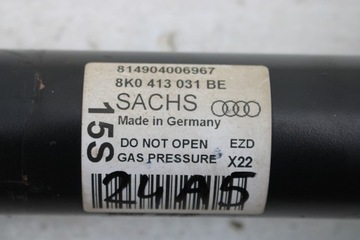 814904006967
8K0 413 031 BE
SACHS
Made in Germany
15S
DO NOT OPEN EZD
GAS PRESSURE X22
24A5